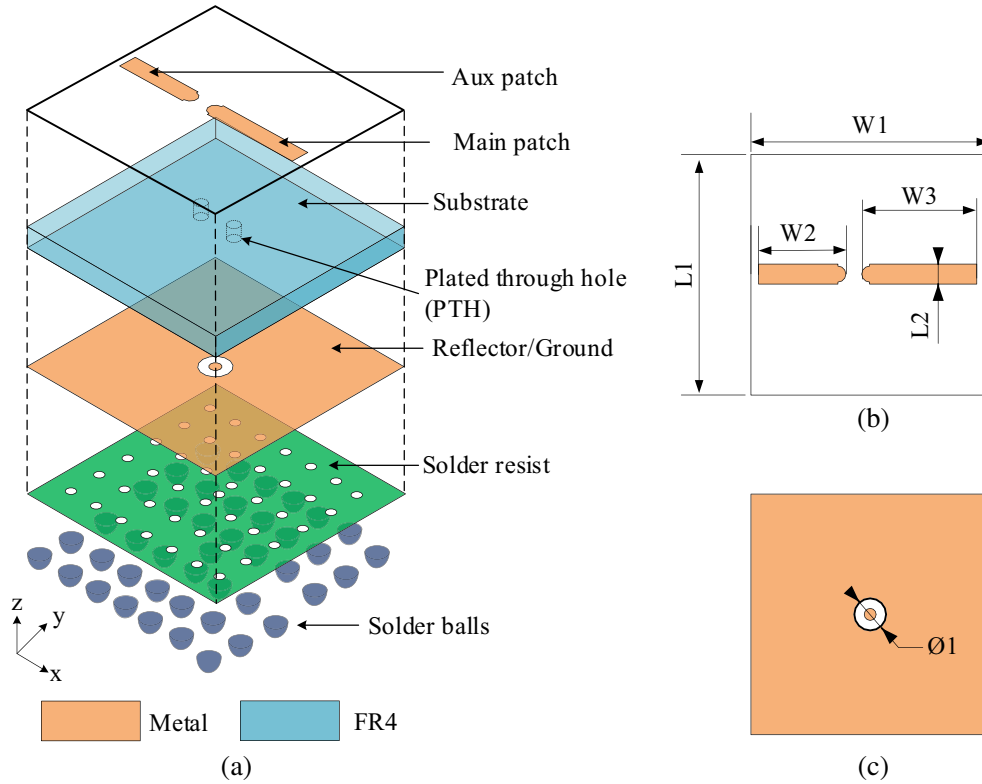 Aux patch
Main patch
Substrate
Plated through hole
(PTH)
Reflector/Ground
Solder resist
Solder balls
z
y
x
Metal
FR4
(a)
W1
W3
W2
L1
L2
(b)
Ø1
(c)